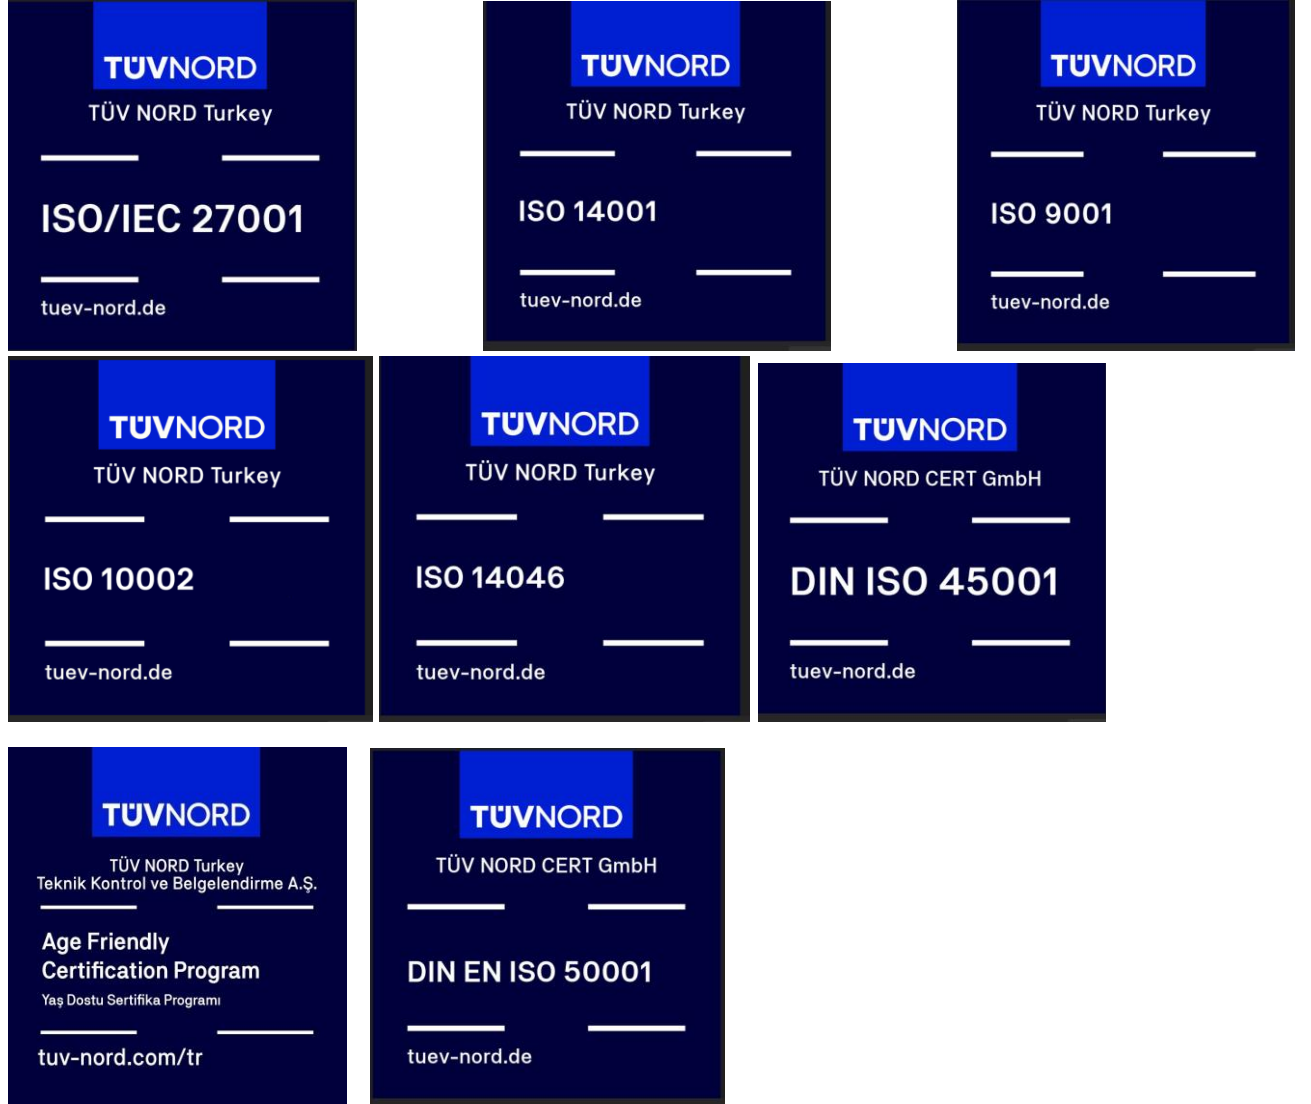 TÜVNORD
TÜV NORD Turkey
ISO/IEC 27001
tuev-nord.de
TÜVNORD
TÜV NORD Turkey
ISO 14001
tuev-nord.de
TÜVNORD
TÜV NORD Turkey
ISO 9001
tuev-nord.de
TÜVNORD
TÜV NORD Turkey
ISO 10002
tuev-nord.de
TÜVNORD
TÜV NORD Turkey
ISO 14046
tuev-nord.de
TÜVNORD
TÜV NORD CERT GmbH
DIN ISO 45001
tuev-nord.de
TÜVNORD
TÜV NORD Turkey
Teknik Kontrol ve Belgelendirme A.Ş.
Age Friendly
Certification Program
Yaş Dostu Sertifika Programı
tuv-nord.com/tr
TÜVNORD
TÜV NORD CERT GmbH
DIN EN ISO 50001
tuev-nord.de